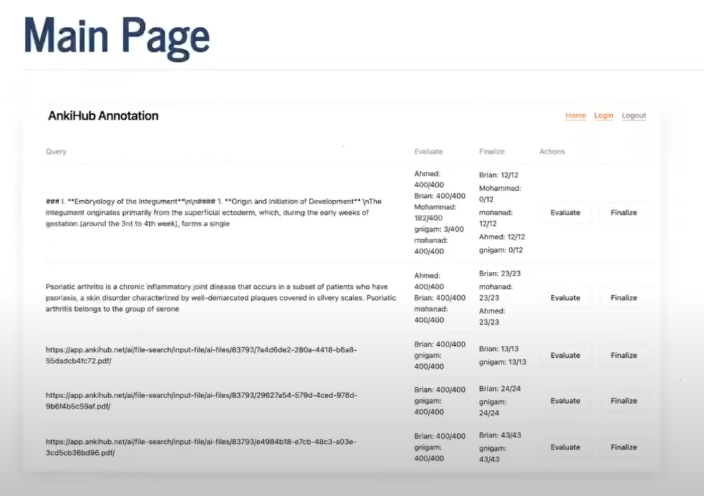 Main Page
AnkiHub Annotation
Home Login Logout
Query Evaluate Finalize Actions
### I. **Embryology of the Integument**\n\n#### 1. **Origin and Initiation of Development** \nThe
integument originates primarily from the superficial ectoderm, which, during the early weeks of
gestation (around the 3rd to 4th week), forms a single
Ahmed:
400/400
Brian: 400/400
Mohammad:
182/400
gnigam: 3/400
mohanad:
400/400
Brian: 12/12
Mohammad:
0/12
mohanad:
12/12
Ahmed: 12/12
gnigam: 0/12
Evaluate Finalize
Psoriatic arthritis is a chronic inflammatory joint disease that occurs in a subset of patients who have
psoriasis, a skin disorder characterized by well-demarcated plaques covered in silvery scales. Psoriatic
arthritis belongs to the group of serone
Ahmed:
400/400
Brian: 400/400
mohanad:
400/400
Brian: 23/23
mohanad:
23/23
Ahmed:
23/23
Evaluate Finalize
https://app.ankihub.net/ai/file-search/input-file/ai-files/83793/7a4d6de2-280a-4418-b6a8-
55dadcb4fc72.pdf/
Brian: 400/400
gnigam:
400/400
Brian: 13/13
gnigam: 13/13
Evaluate Finalize
https://app.ankihub.net/ai/file-search/input-file/ai-files/83793/29627a54-579d-4ced-978d-
9b6f4b5c59af.pdf/
Brian: 400/400
gnigam:
400/400
Brian: 24/24
gnigam:
24/24
Evaluate Finalize
https://app.ankihub.net/ai/file-search/input-file/ai-files/83793/e4984b18-e7cb-48c3-a03e-
3cd5cb36bd96.pdf/
Brian: 400/400
gnigam:
400/400
Brian: 43/43
gnigam:
43/43
Evaluate Finalize